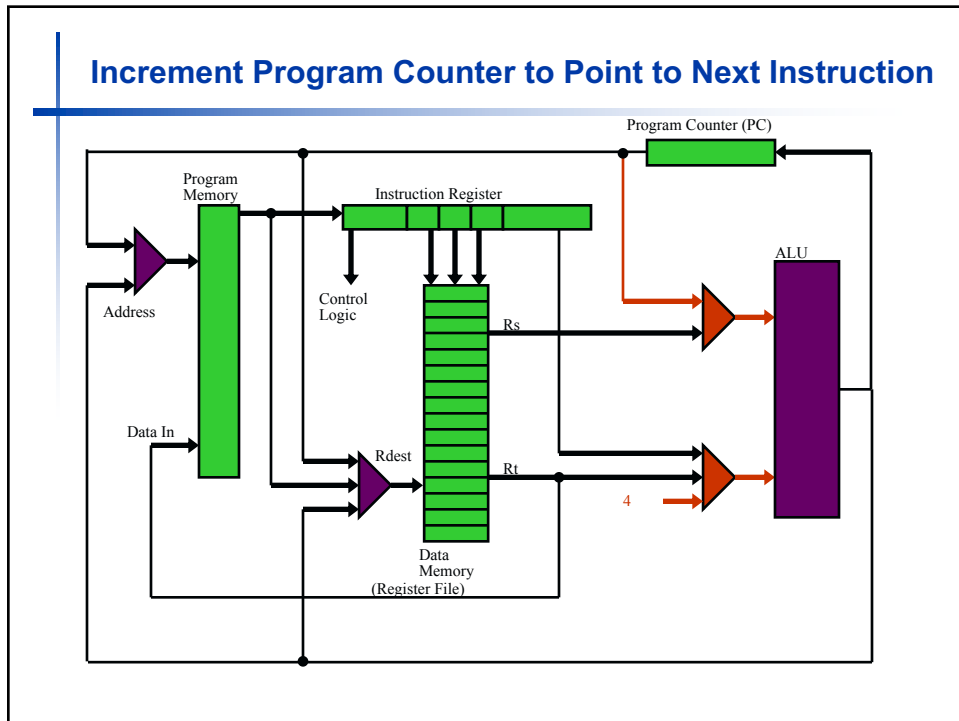 Increment Program Counter to Point to Next Instruction
Program Counter (PC)
Program
Memory
Instruction Register
ALU
Address
Control
Logic
Rs
Data In
Rdest
Rt
4
Data
Memory
(Register File)